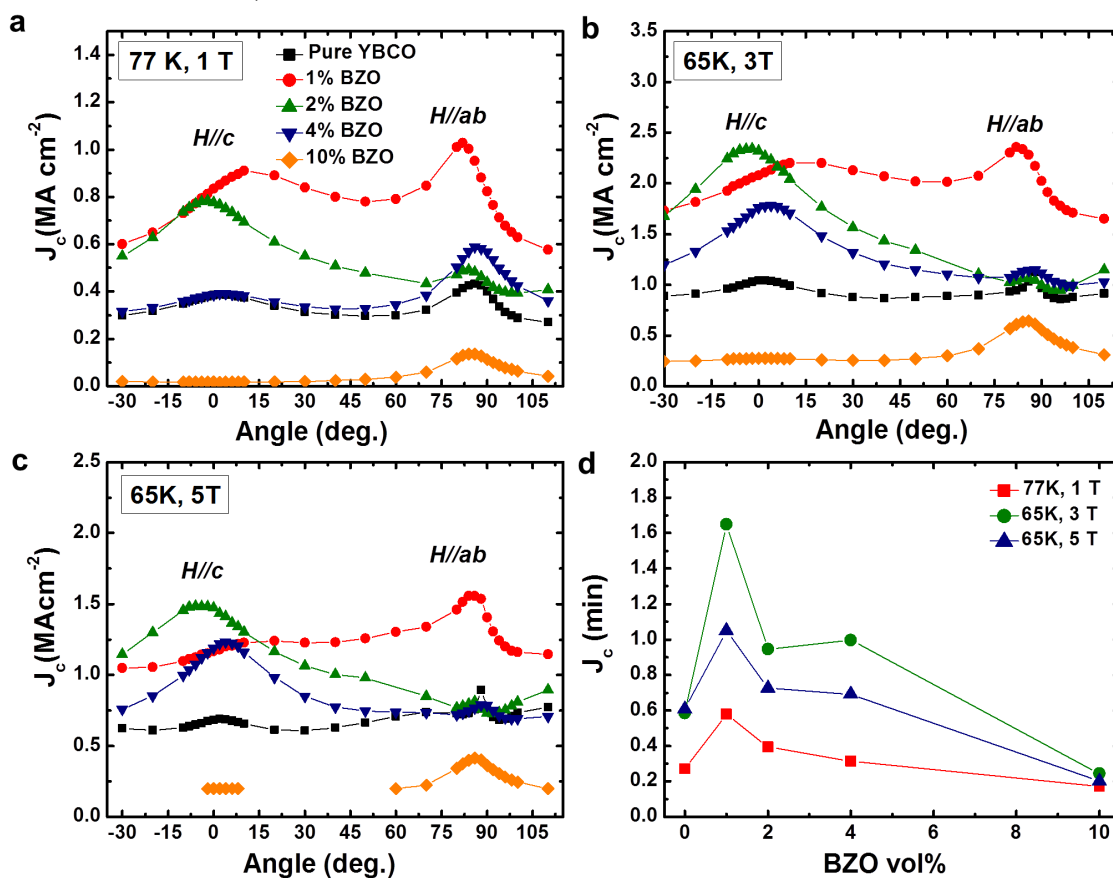 a
77 K, 1 T
Pure YBCO
1% BZO
2% BZO
4% BZO
10% BZO
H//c
H//ab
J_c(MA cm^-2)
1.4
1.2
1.0
0.8
0.6
0.4
0.2
0.0
-30 -15 0 15 30 45 60 75 90 105
Angle (deg.)
b
65K, 3T
H//c
H//ab
J_c(MA cm^-2)
3.5
3.0
2.5
2.0
1.5
1.0
0.5
0.0
-30 -15 0 15 30 45 60 75 90 105
Angle (deg.)
c
65K, 5T
H//c
H//ab
J_c(MAcm^-2)
2.5
2.0
1.5
1.0
0.5
0.0
-30 -15 0 15 30 45 60 75 90 105
Angle (deg.)
d
77K, 1 T
65K, 3 T
65K, 5 T
J_c(min)
2.0
1.8
1.6
1.4
1.2
1.0
0.8
0.6
0.4
0.2
0.0
0 2 4 6 8 10
BZO vol%